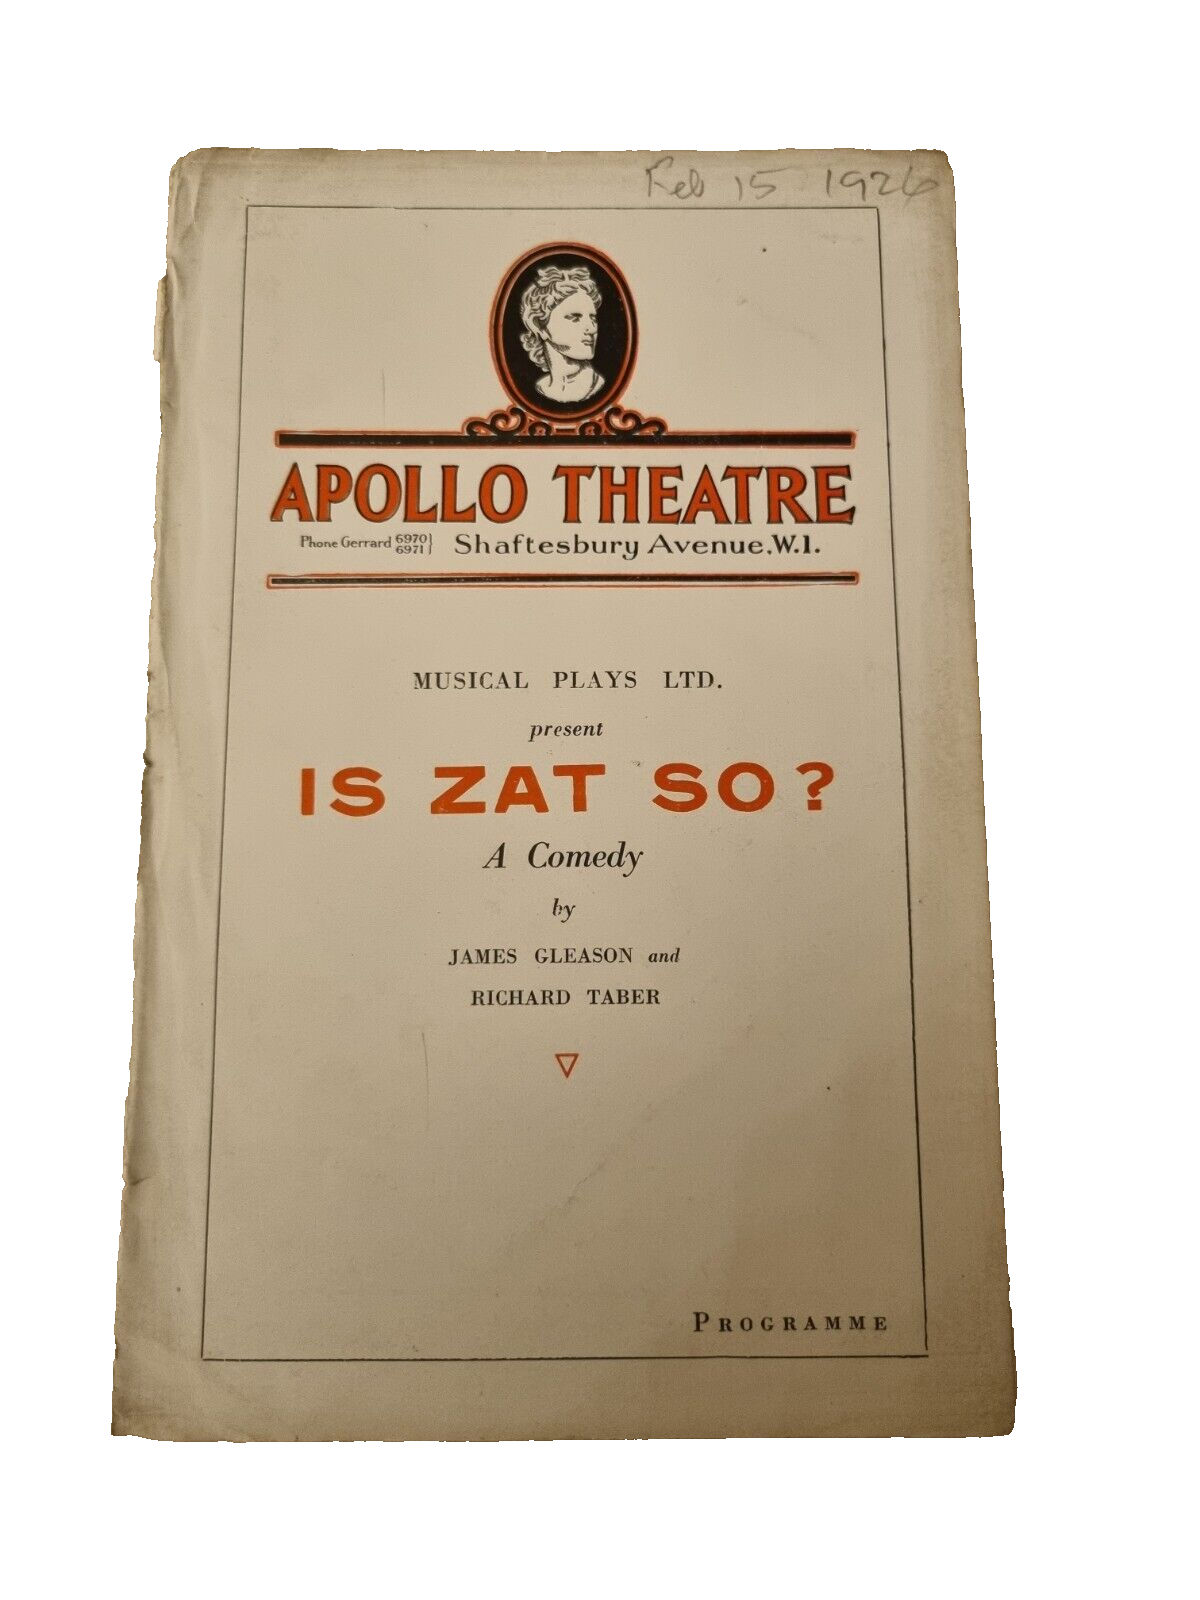 Feb 15 1926
APOLLO THEATRE
Phone Gerrard 6970 6971} Shaftesbury Avenue, W.1.
MUSICAL PLAYS LTD.
present
IS ZAT SO?
A Comedy
by
JAMES GLEASON and
RICHARD TABER
PROGRAMME